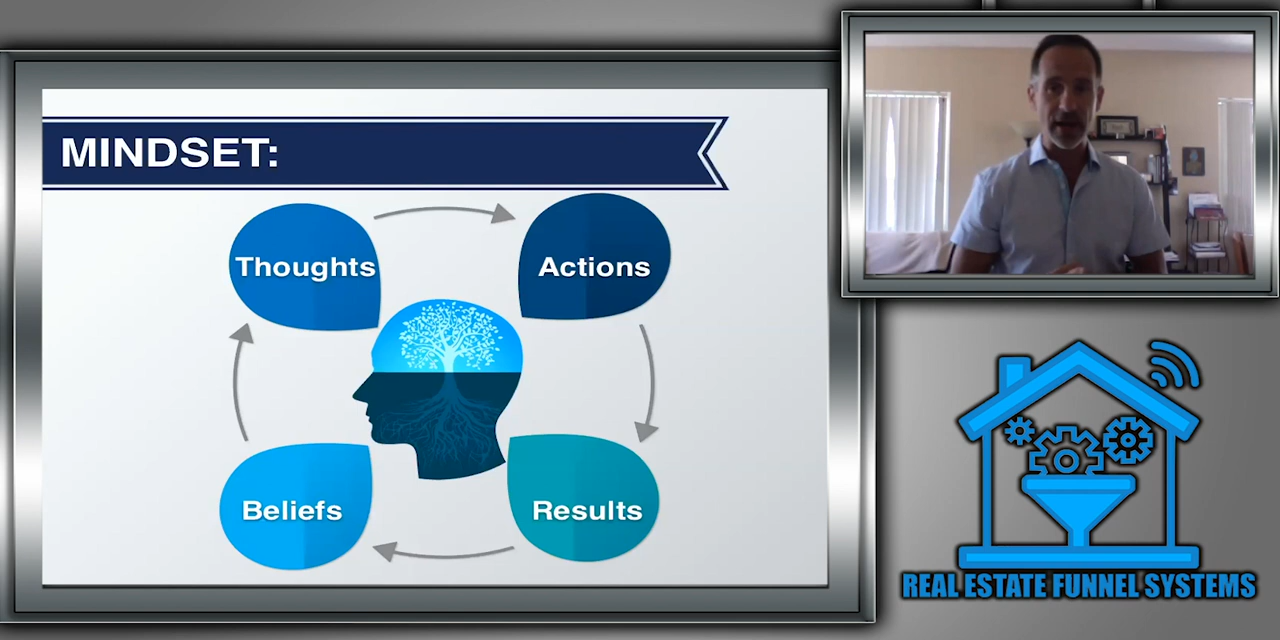 MINDSET:
Thoughts
Actions
Beliefs
Results
REAL ESTATE FUNNEL SYSTEMS